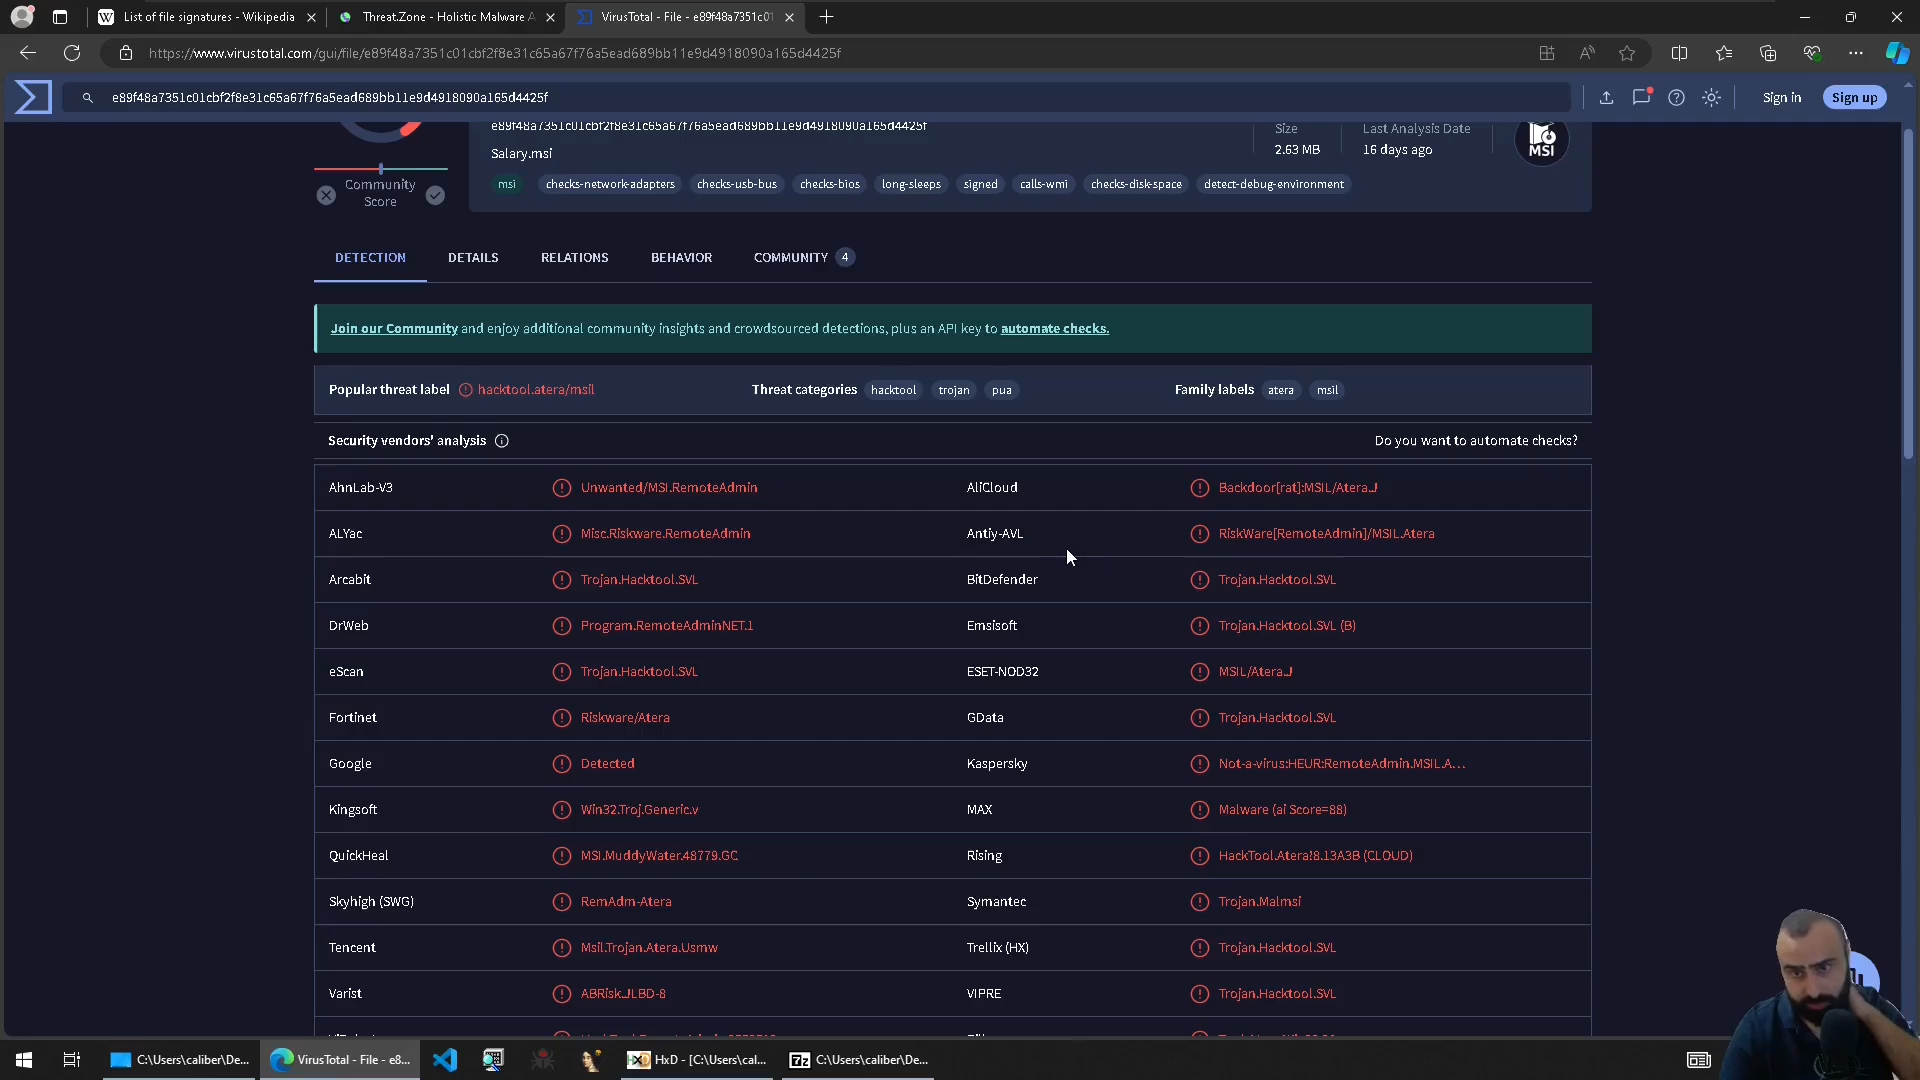 List of file signatures - Wikipedia
Threat.Zone - Holistic Malware A
VirusTotal - File - e89f48a7351c01
https://www.virustotal.com/gui/file/e89f48a7351c01cbf2f8e31c65a67f76a5ead689bb11e9d4918090a165d4425f
e89f48a7351c01cbf2f8e31c65a67f76a5ead689bb11e9d4918090a165d4425f
Sign in
Sign up
e89f48a7351c01cbf2f8e31c65a67f76a5ead689bb11e9d4918090a165d4425f
Salary.msi
Size
2.63 MB
Last Analysis Date
16 days ago
MSI
Community Score
msi checks-network-adapters checks-usb-bus checks-bios long-sleeps signed calls-wmi checks-disk-space detect-debug-environment
DETECTION DETAILS RELATIONS BEHAVIOR COMMUNITY 4
Join our Community and enjoy additional community insights and crowdsourced detections, plus an API key to automate checks.
Popular threat label hacktool.atera/msil Threat categories hacktool trojan pua Family labels atera msil
Security vendors' analysis Do you want to automate checks?
AhnLab-V3 Unwanted/MSI.RemoteAdmin AliCloud Backdoor[rat]:MSIL/Atera.J
ALYac Misc.Riskware.RemoteAdmin Antiy-AVL RiskWare[RemoteAdmin]/MSIL.Atera
Arcabit Trojan.Hacktool.SVL BitDefender Trojan.Hacktool.SVL
DrWeb Program.RemoteAdminNET.1 Emsisoft Trojan.Hacktool.SVL (B)
eScan Trojan.Hacktool.SVL ESET-NOD32 MSIL/Atera.J
Fortinet Riskware/Atera GData Trojan.Hacktool.SVL
Google Detected Kaspersky Not-a-virus:HEUR:RemoteAdmin.MSIL.A...
Kingsoft Win32.Troj.Generic.v MAX Malware (ai Score=88)
QuickHeal MSI.MuddyWater.48779.GC Rising HackTool.Atera!8.13A3B (CLOUD)
Skyhigh (SWG) RemAdm-Atera Symantec Trojan.Malmsi
Tencent Msil.Trojan.Atera.Usmw Trellix (HX) Trojan.Hacktool.SVL
Varist ABRisk.JLBD-8 VIPRE Trojan.Hacktool.SVL
C:\Users\caliber\De...
VirusTotal - File - e8...
HxD - [C:\Users\cal...
C:\Users\caliber\De...